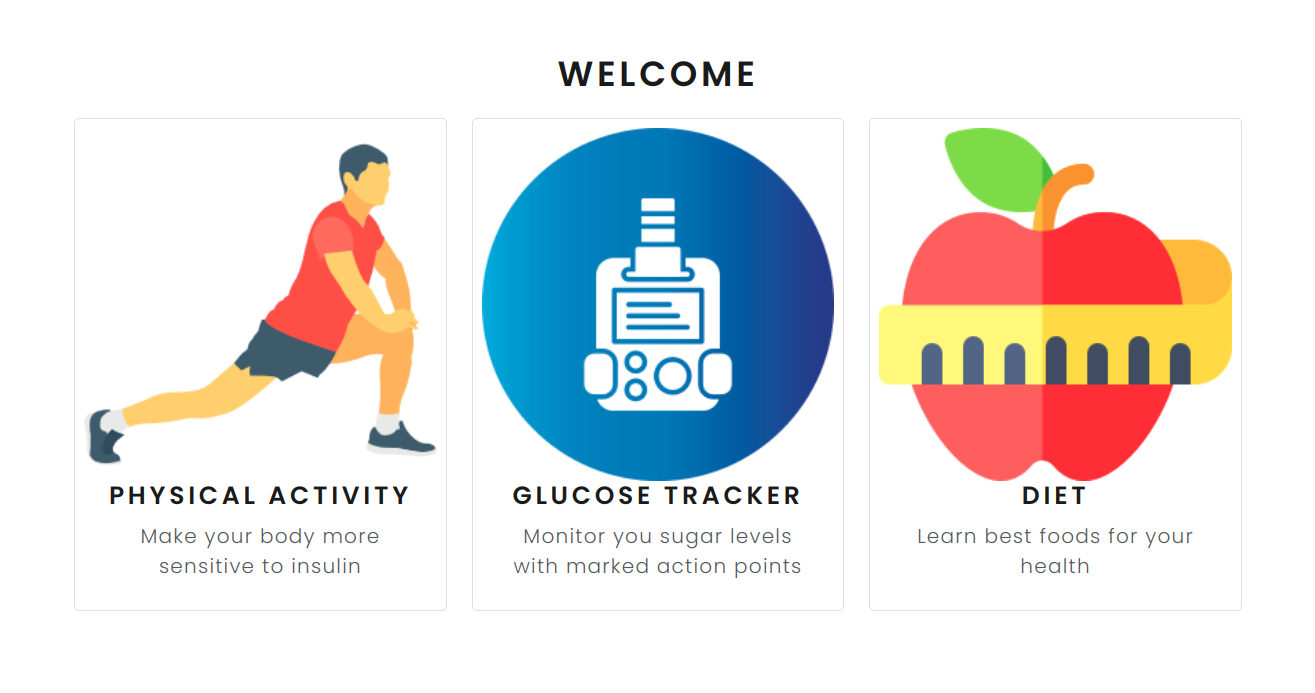 WELCOME
PHYSICAL ACTIVITY
Make your body more
sensitive to insulin
GLUCOSE TRACKER
Monitor you sugar levels
with marked action points
DIET
Learn best foods for your
health